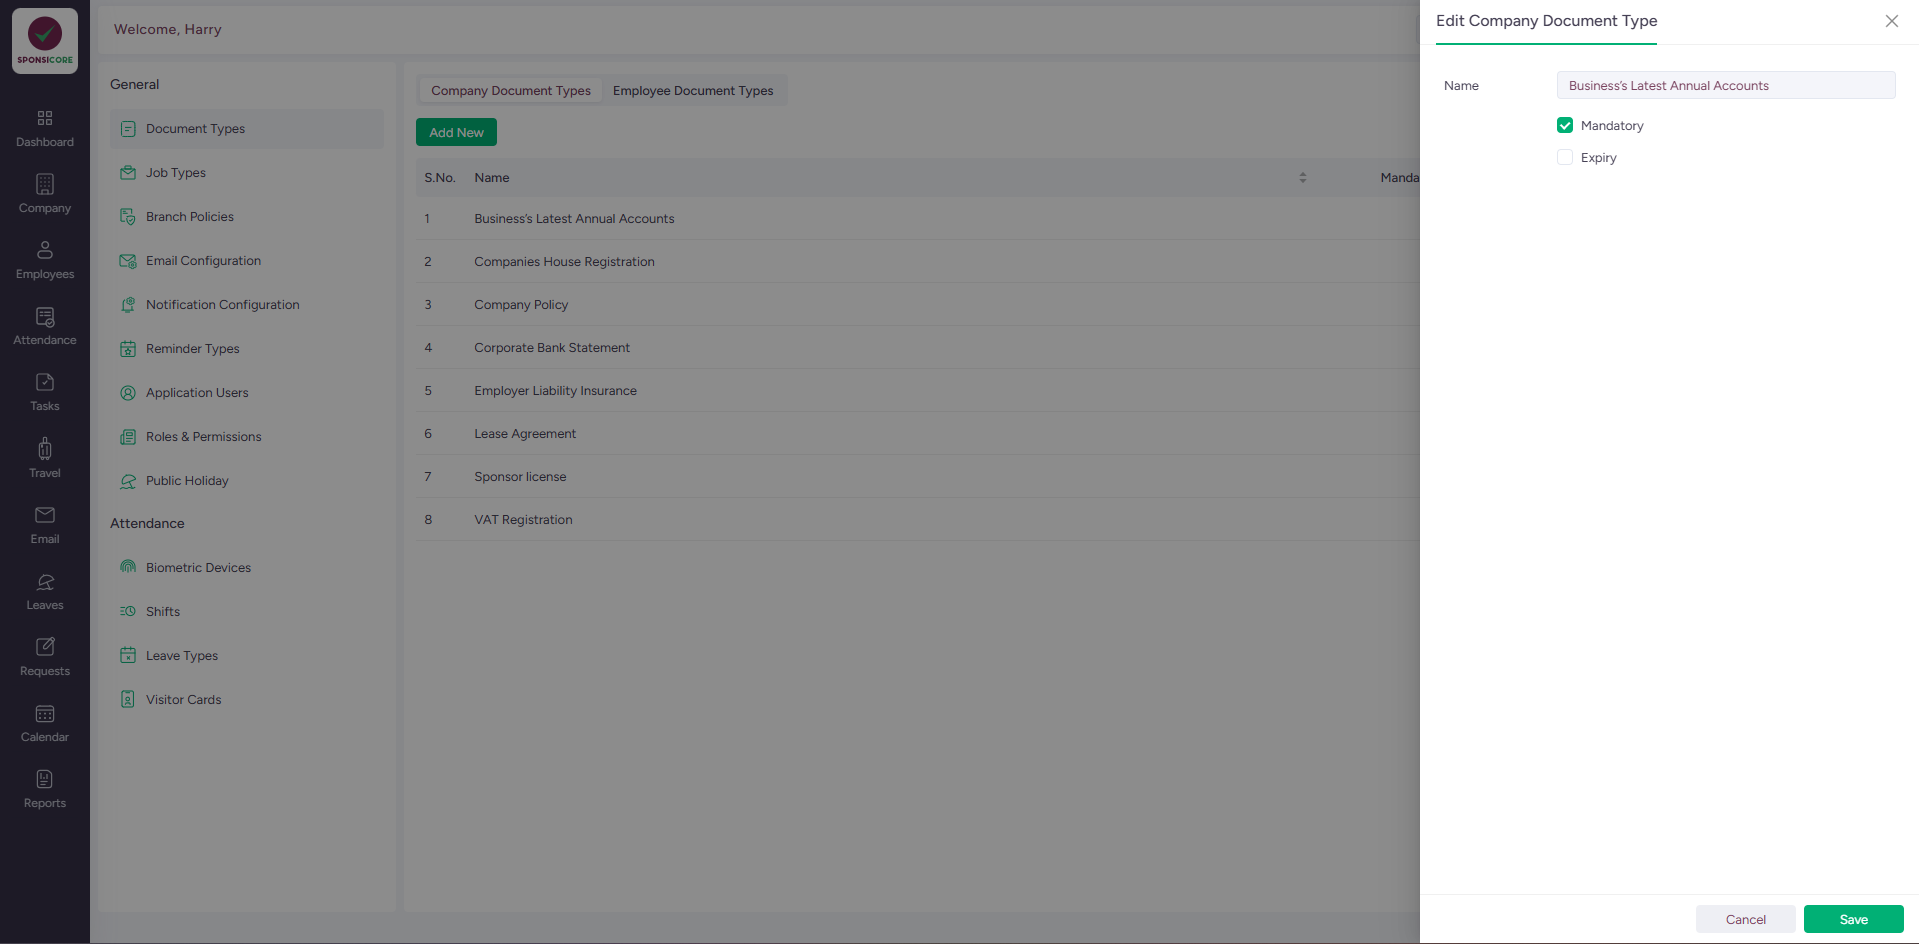 SPONSICORE
Dashboard
Company
Employees
Attendance
Tasks
Travel
Email
Leaves
Requests
Calendar
Reports
Welcome, Harry
General
Document Types
Job Types
Branch Policies
Email Configuration
Notification Configuration
Reminder Types
Application Users
Roles & Permissions
Public Holiday
Attendance
Biometric Devices
Shifts
Leave Types
Visitor Cards
Company Document Types Employee Document Types
Add New
S.No. Name Manda
1 Business’s Latest Annual Accounts
2 Companies House Registration
3 Company Policy
4 Corporate Bank Statement
5 Employer Liability Insurance
6 Lease Agreement
7 Sponsor license
8 VAT Registration
Edit Company Document Type
Name Business’s Latest Annual Accounts
Mandatory
Expiry
Cancel Save